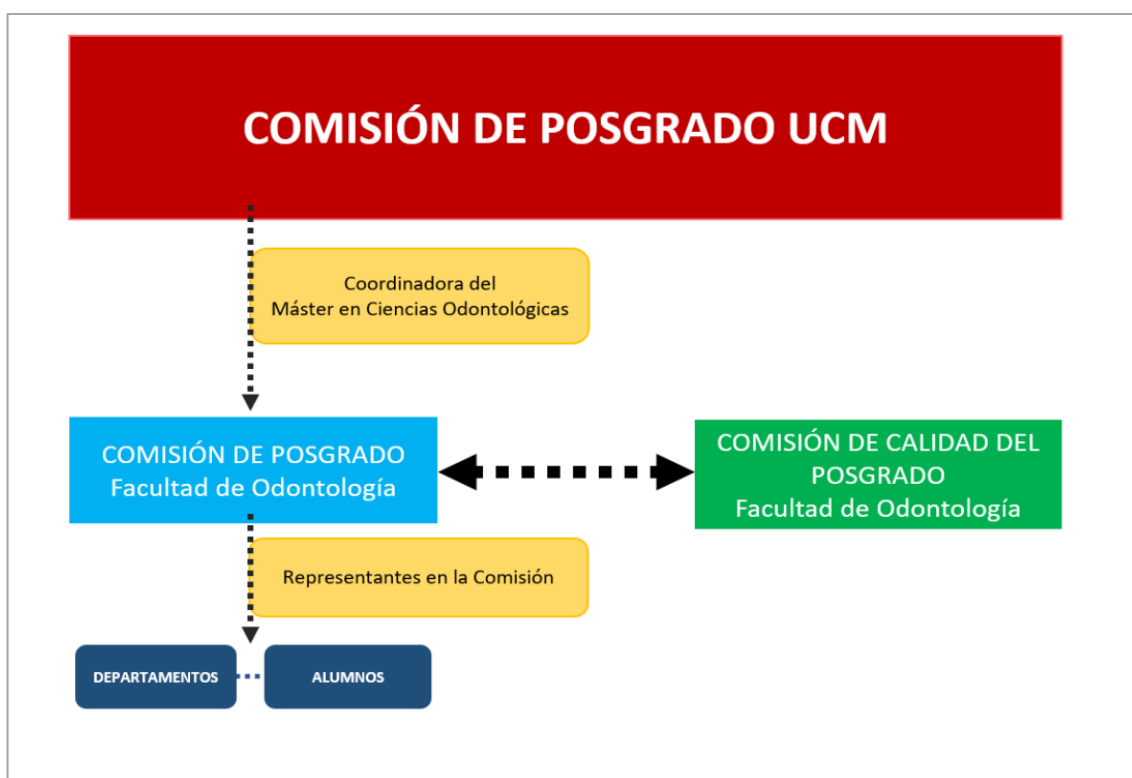 COMISIÓN DE POSGRADO UCM
Coordinadora del
Máster en Ciencias Odontológicas
COMISIÓN DE POSGRADO
Facultad de Odontología
COMISIÓN DE CALIDAD DEL
POSGRADO
Facultad de Odontología
Representantes en la Comisión
DEPARTAMENTOS
ALUMNOS